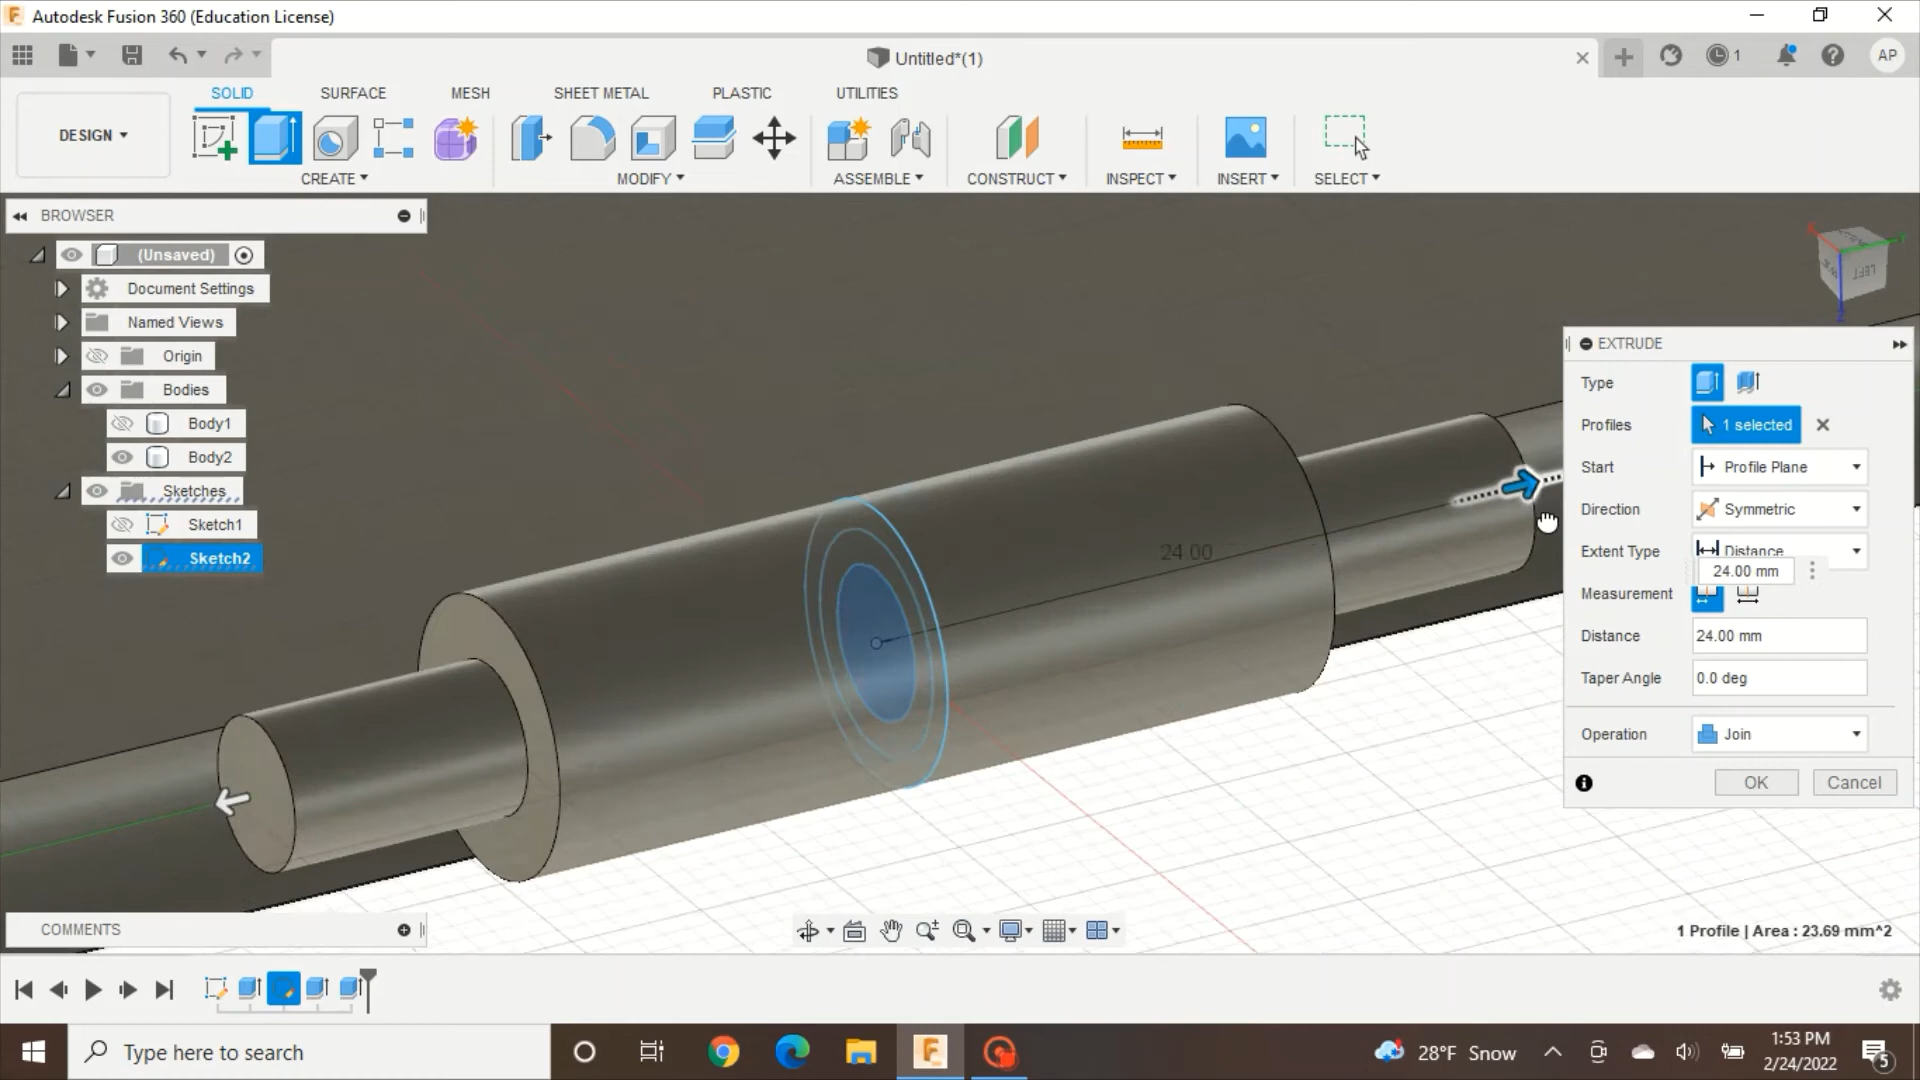 Autodesk Fusion 360 (Education License)
Untitled*(1)
1
AP
DESIGN
SOLID
SURFACE
MESH
SHEET METAL
PLASTIC
UTILITIES
CREATE
MODIFY
ASSEMBLE
CONSTRUCT
INSPECT
INSERT
SELECT
BROWSER
(Unsaved)
Document Settings
Named Views
Origin
Bodies
Body1
Body2
Sketches
Sketch1
Sketch2
LEFT
24.00
EXTRUDE
Type
Profiles
1 selected
Start
Profile Plane
Direction
Symmetric
Extent Type
Distance
24.00 mm
Measurement
Distance
24.00 mm
Taper Angle
0.0 deg
Operation
Join
OK
Cancel
COMMENTS
1 Profile | Area : 23.69 mm^2
Type here to search
28°F Snow
1:53 PM
2/24/2022
5